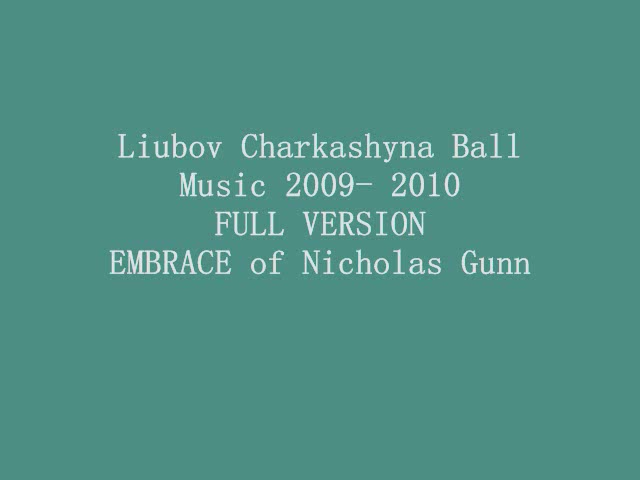 Liubov Charkashyna Ball
Music 2009- 2010
FULL VERSION
EMBRACE of Nicholas Gunn